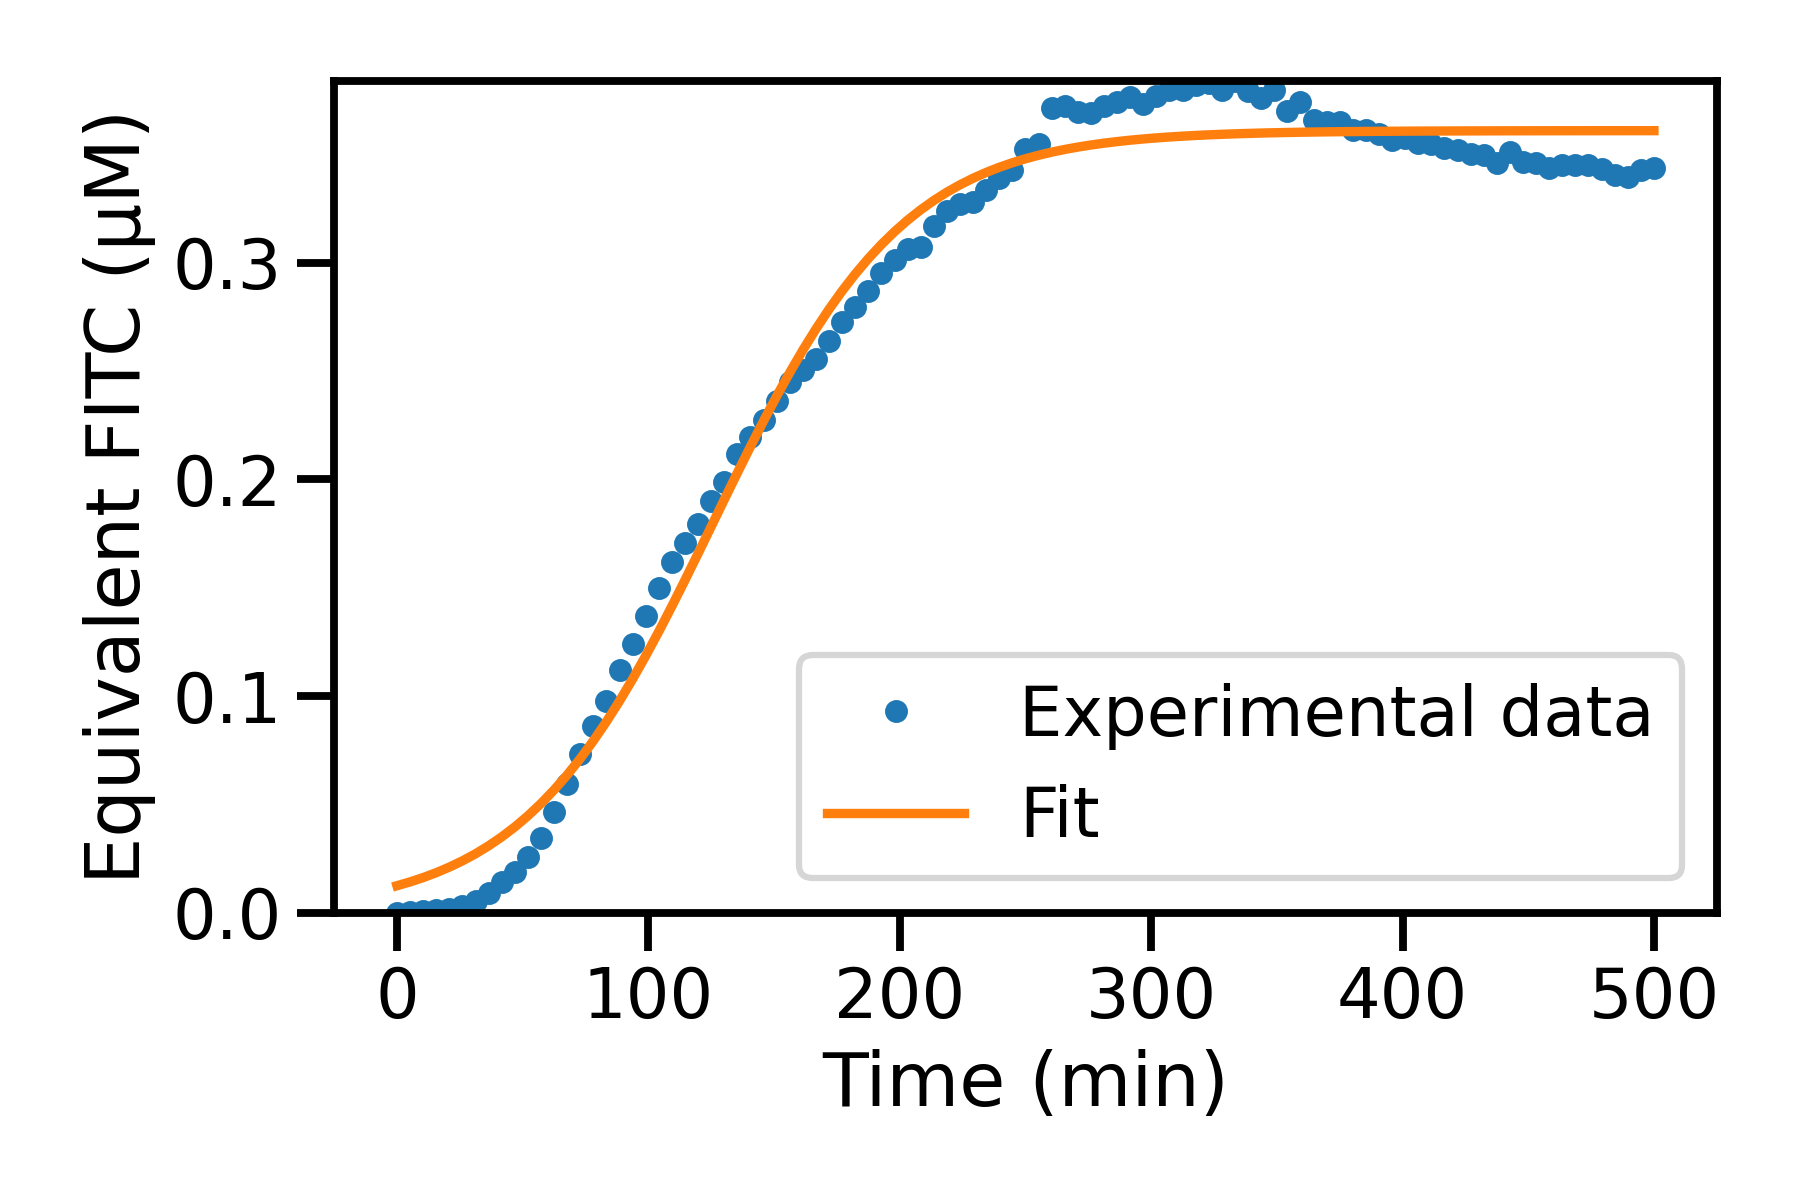 Equivalent FITC (µM)
0.3
0.2
0.1
0.0
Experimental data
Fit
0 100 200 300 400 500
Time (min)